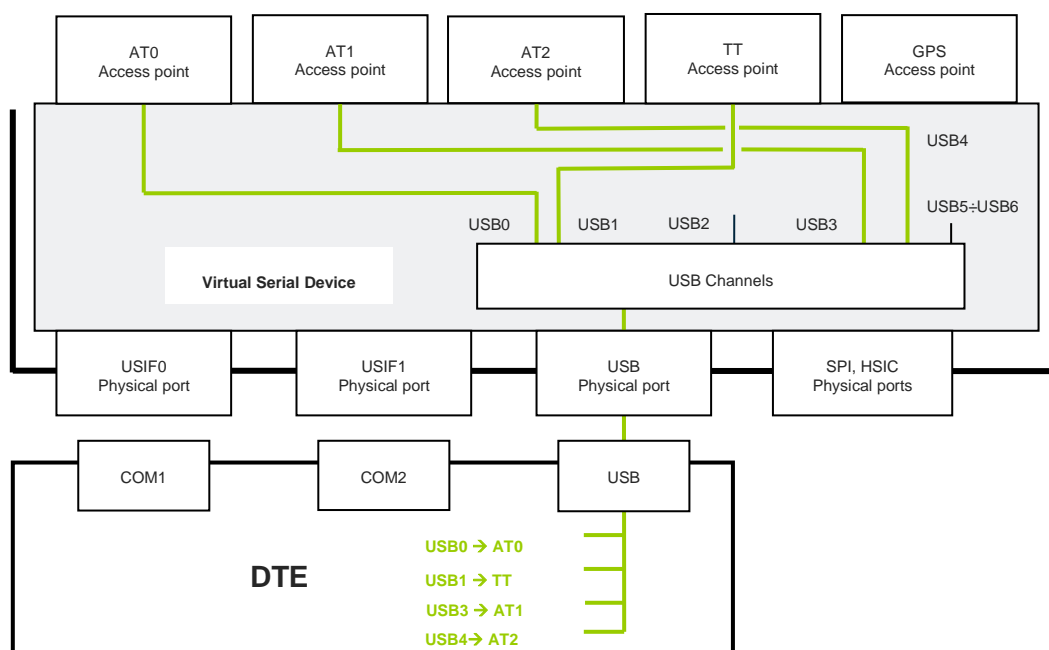 AT0
Access point
AT1
Access point
AT2
Access point
TT
Access point
GPS
Access point
USB4
USB5÷USB6
USB0
USB1
USB2
USB3
Virtual Serial Device
USB Channels
USIF0
Physical port
USIF1
Physical port
USB
Physical port
SPI, HSIC
Physical ports
COM1
COM2
USB
DTE
USB0 → AT0
USB1 → TT
USB3 → AT1
USB4→ AT2